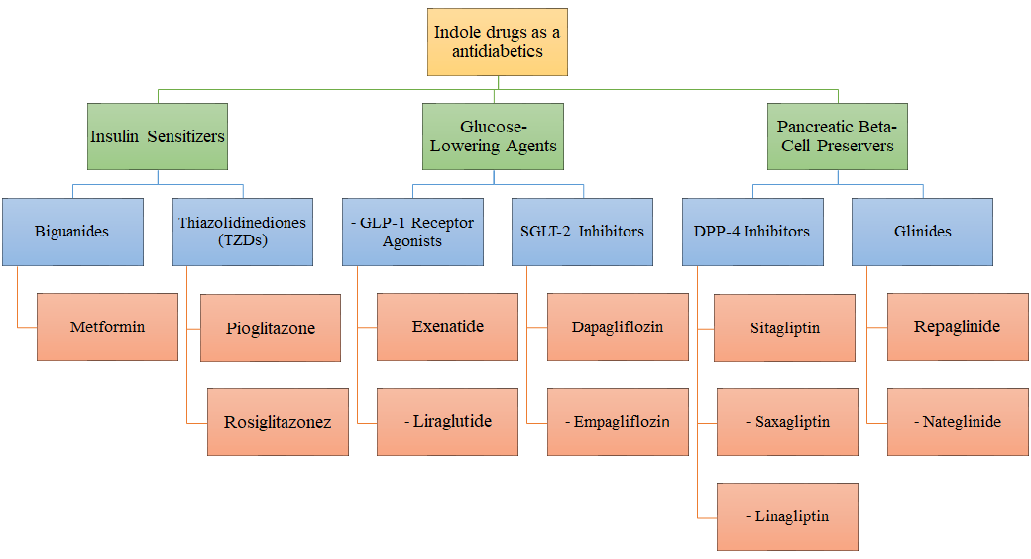 Indole drugs as a
antidiabetics
Insulin Sensitizers
Glucose-
Lowering Agents
Pancreatic Beta-
Cell Preservers
Biguanides
Thiazolidinediones
(TZDs)
- GLP-1 Receptor
Agonists
SGLT-2 Inhibitors
DPP-4 Inhibitors
Glinides
Metformin
Pioglitazone
Exenatide
Dapagliflozin
Sitagliptin
Repaglinide
Rosiglitazonez
- Liraglutide
- Empagliflozin
- Saxagliptin
- Nateglinide
- Linagliptin